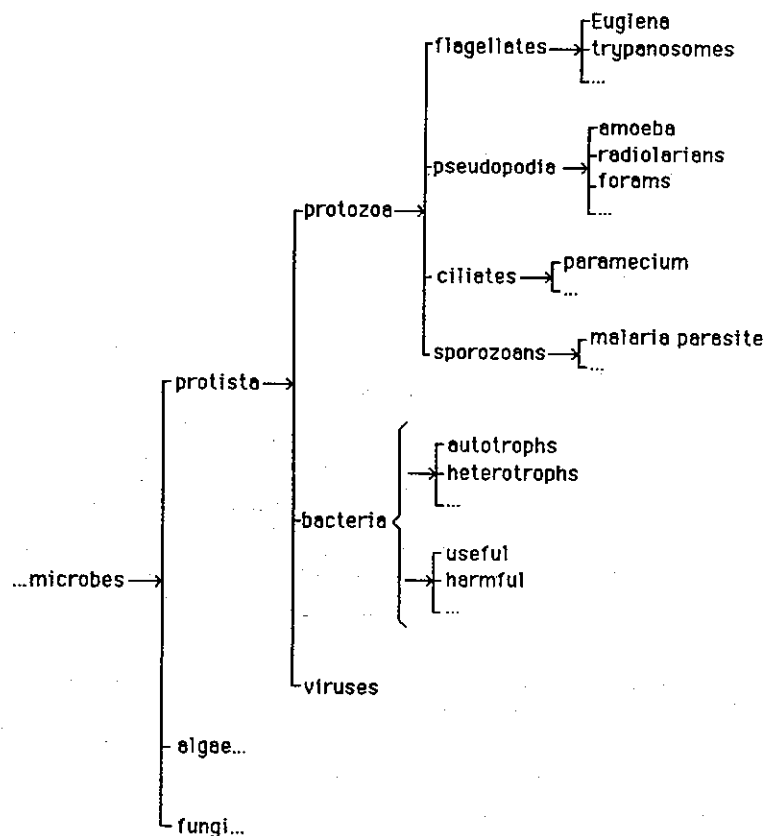 Euglena
flagellates
trypanosomes
...
amoeba
pseudopodia
radiolarians
forams
...
protozoa
paramecium
ciliates
...
malaria parasite
sporozoans
...
protista
autotrophs
heterotrophs
...
bacteria
useful
...microbes
harmful
...
viruses
algae...
fungi...